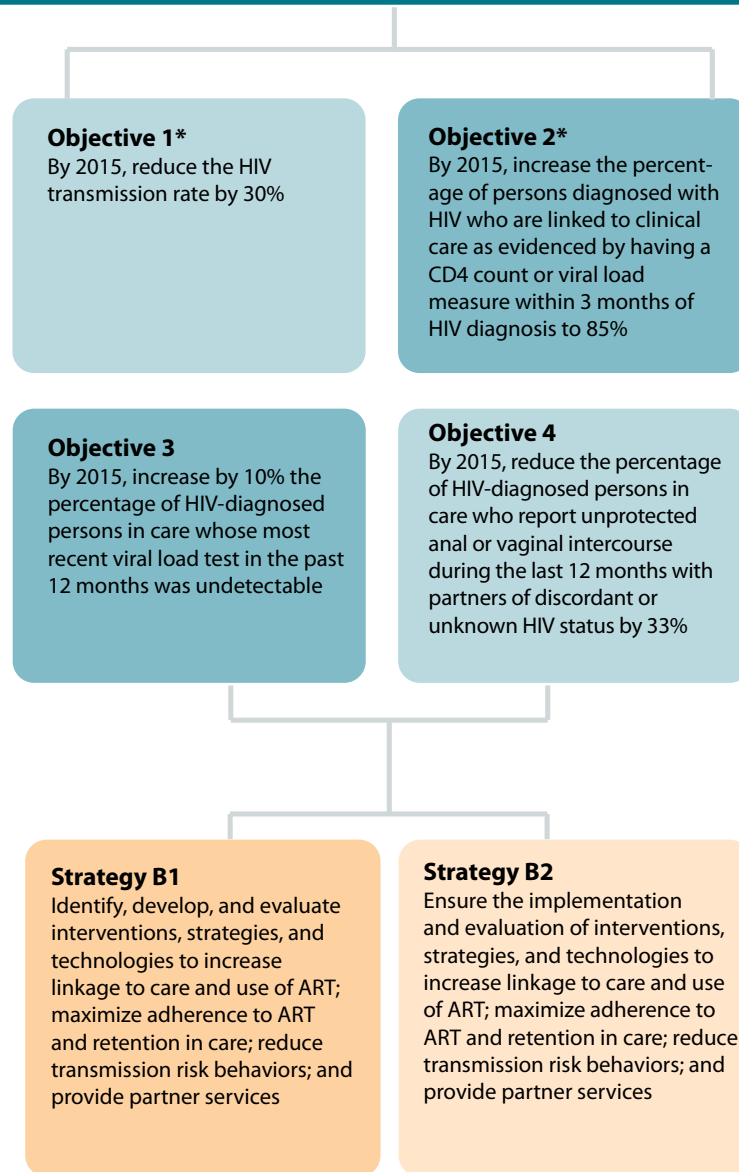 Objective 1*
By 2015, reduce the HIV
transmission rate by 30%
Objective 2*
By 2015, increase the percent-
age of persons diagnosed with
HIV who are linked to clinical
care as evidenced by having a
CD4 count or viral load
measure within 3 months of
HIV diagnosis to 85%
Objective 3
By 2015, increase by 10% the
percentage of HIV-diagnosed
persons in care whose most
recent viral load test in the past
12 months was undetectable
Objective 4
By 2015, reduce the percentage
of HIV-diagnosed persons in
care who report unprotected
anal or vaginal intercourse
during the last 12 months with
partners of discordant or
unknown HIV status by 33%
Strategy B1
Identify, develop, and evaluate
interventions, strategies, and
technologies to increase
linkage to care and use of ART;
maximize adherence to ART
and retention in care; reduce
transmission risk behaviors; and
provide partner services
Strategy B2
Ensure the implementation
and evaluation of interventions,
strategies, and technologies to
increase linkage to care and use
of ART; maximize adherence to
ART and retention in care; reduce
transmission risk behaviors; and
provide partner services